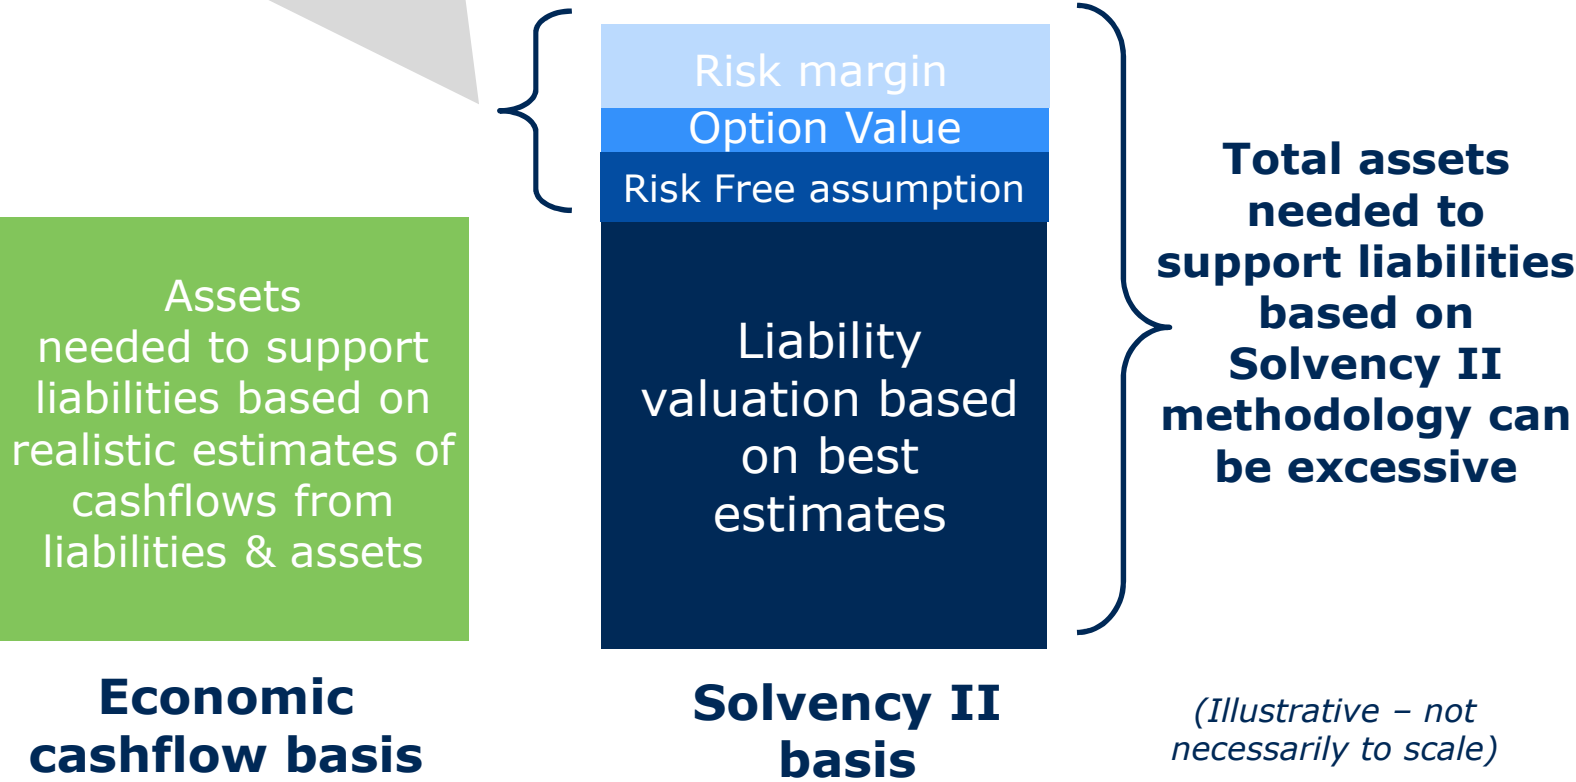 Risk margin
Option Value
Risk Free assumption
Assets
needed to support
liabilities based on
realistic estimates of
cashflows from
liabilities & assets
Liability
valuation based
on best
estimates
Total assets
needed to
support liabilities
based on
Solvency II
methodology can
be excessive
Economic
cashflow basis
Solvency II
basis
(Illustrative – not
necessarily to scale)